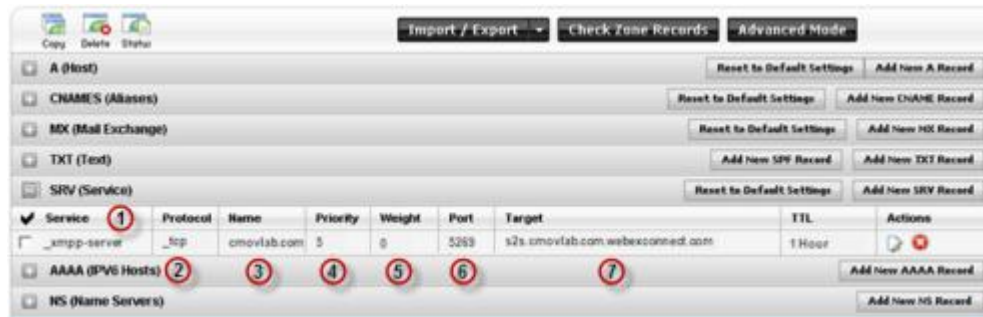 Copy Delete Status
Import / Export Check Zone Records Advanced Mode
A (Host) Reset to Default Settings Add New A Record
CNAMES (Aliases) Reset to Default Settings Add New CNAME Record
MX (Mail Exchange) Reset to Default Settings Add New MX Record
TXT (Text) Add New SPF Record Add New TXT Record
SRV (Service) Reset to Default Settings Add New SRV Record
Service 1 Protocol Name Priority Weight Port Target TTL Actions
_xmpp-server _tcp cmovlab.com 5 0 5269 s2s.cmovlab.com.webexconnect.com 1 Hour
AAAA (IPV6 Hosts) 2 3 4 5 6 7 Add New AAAA Record
NS (Name Servers) Add New NS Record